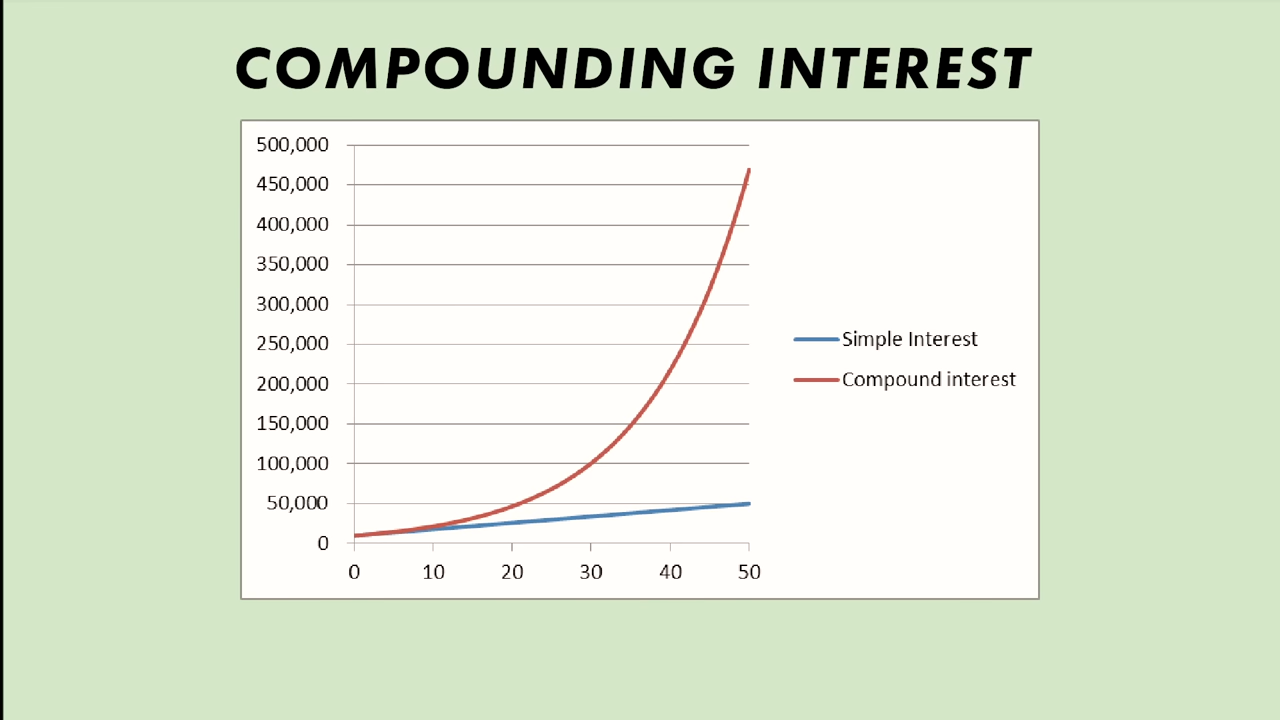 COMPOUNDING INTEREST
500,000
450,000
400,000
350,000
300,000
250,000
200,000
150,000
100,000
50,000
0
0 10 20 30 40 50
Simple Interest
Compound interest